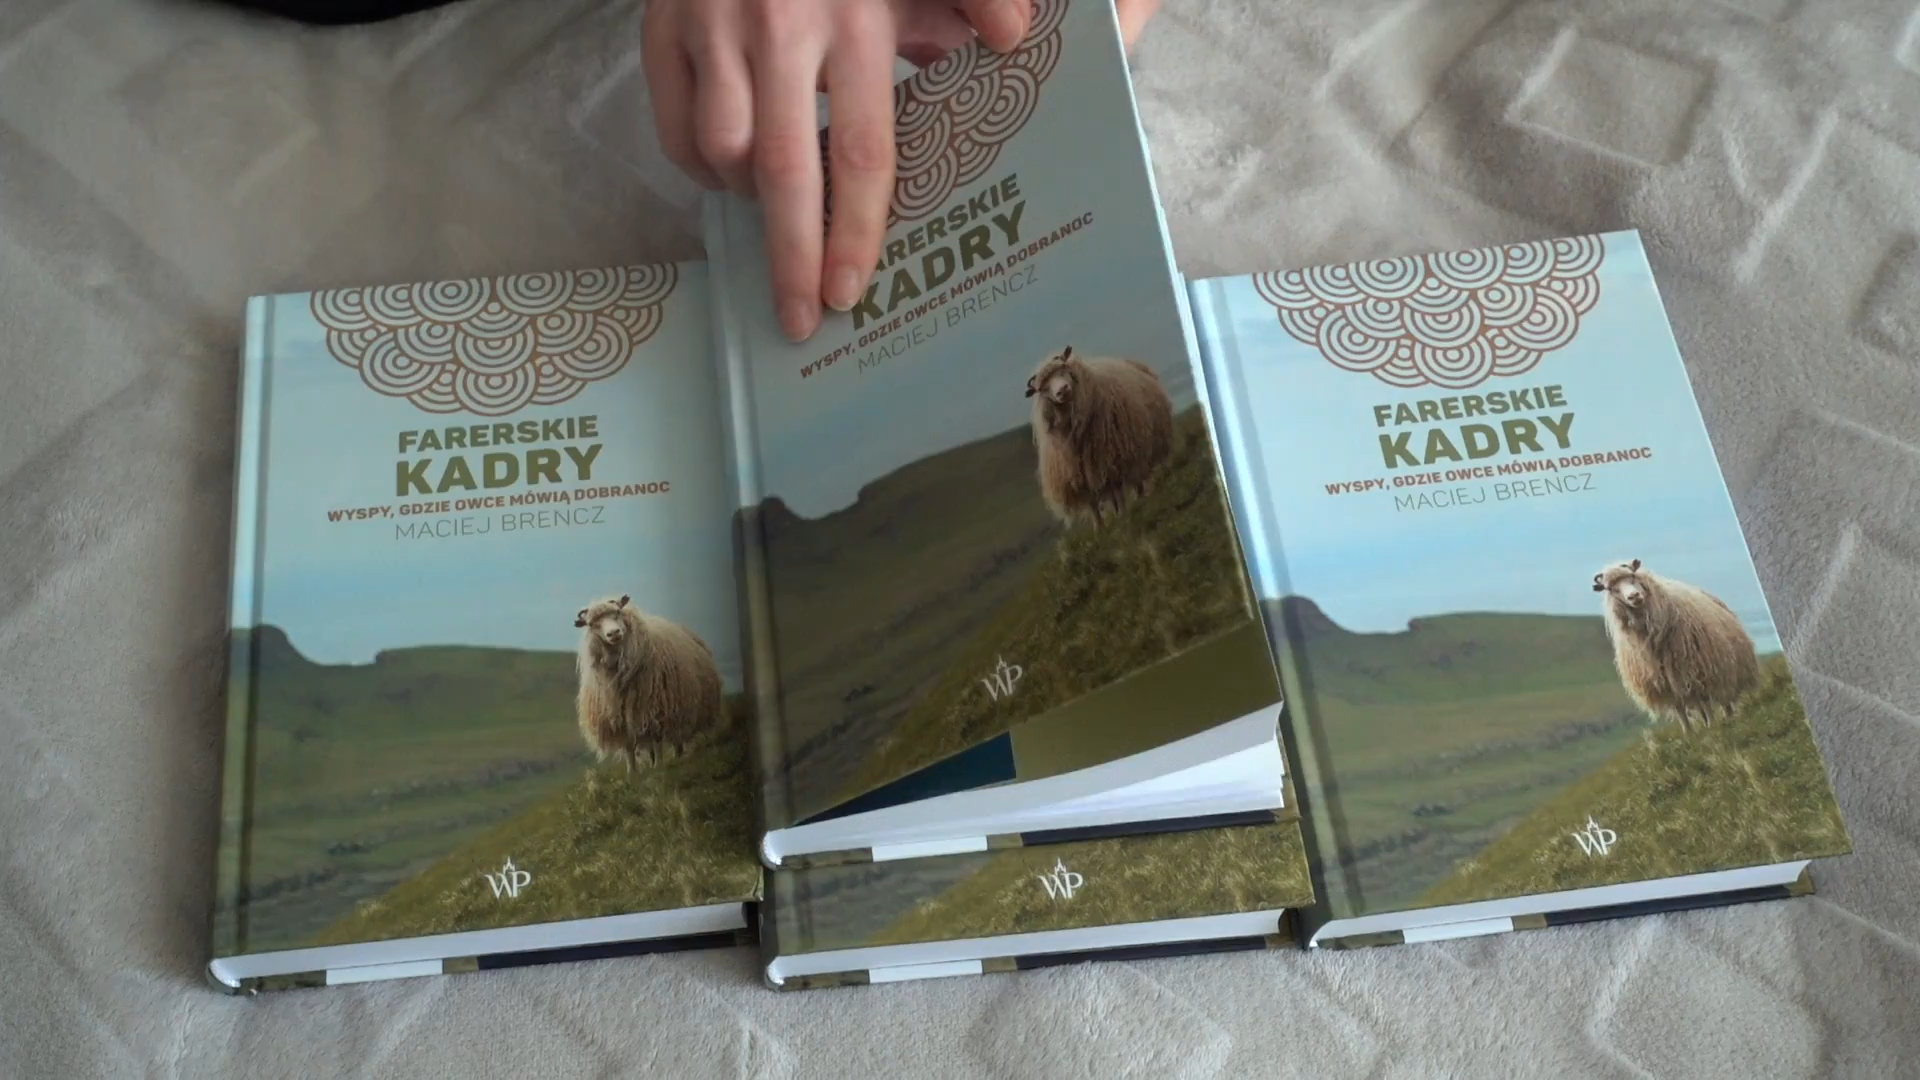 FARERSKIE
KADRY
WYSPY, GDZIE OWCE MÓWIĄ DOBRANOC
MACIEJ BRENCZ
WP
ARERSKIE
KADRY
WYSPY, GDZIE OWCE MÓWIĄ DOBRANOC
MACIEJ BRENCZ
WP
WP
FARERSKIE
KADRY
WYSPY, GDZIE OWCE MÓWIĄ DOBRANOC
MACIEJ BRENCZ
WP